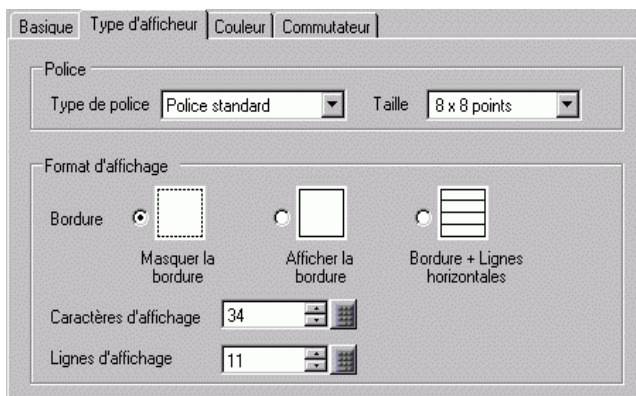 Basique Type d'afficheur Couleur Commutateur
Police
Type de police Police standard Taille 8 x 8 points
Format d'affichage
Bordure
Masquer la bordure
Afficher la bordure
Bordure + Lignes horizontales
Caractères d'affichage 34
Lignes d'affichage 11